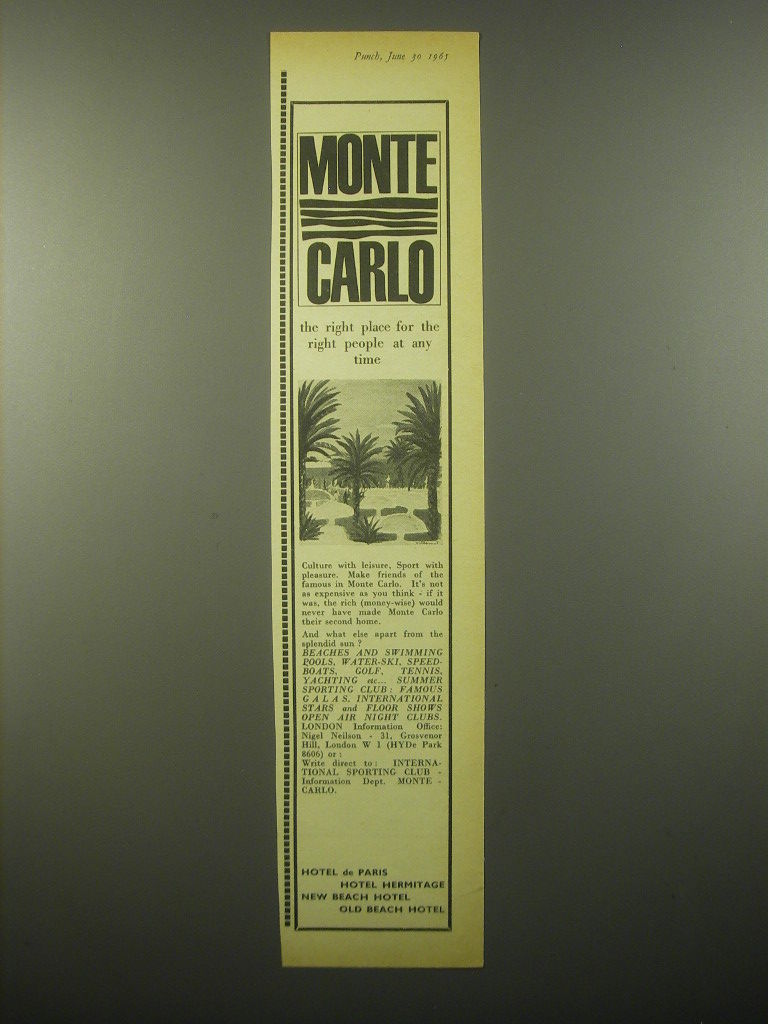 Punch, June 30 1965
MONTE
CARLO
the right place for the
right people at any
time
Culture with leisure, Sport with
pleasure. Make friends of the
famous in Monte Carlo. It's not
as expensive as you think - if it
was, the rich (money-wise) would
never have made Monte Carlo
their second home.
And what else apart from the
splendid sun ?
BEACHES AND SWIMMING
POOLS, WATER-SKI, SPEED-
BOATS, GOLF, TENNIS,
YACHTING etc... SUMMER
SPORTING CLUB : FAMOUS
GALAS, INTERNATIONAL
STARS and FLOOR SHOWS
OPEN AIR NIGHT CLUBS.
LONDON Information Office:
Nigel Neilson - 31, Grosvenor
Hill, London W 1 (HYDe Park
8606) or :
Write direct to : INTERNA-
TIONAL SPORTING CLUB -
Information Dept. MONTE -
CARLO.
HOTEL de PARIS
HOTEL HERMITAGE
NEW BEACH HOTEL
OLD BEACH HOTEL